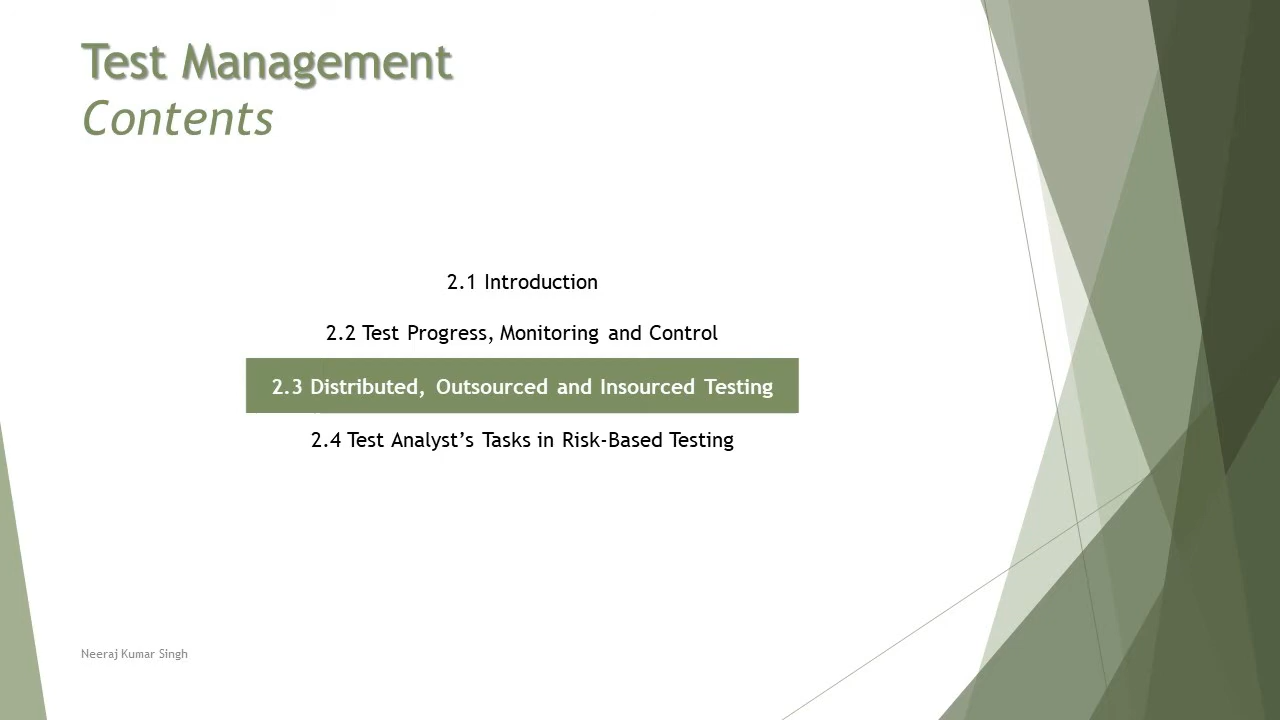 Test Management
Contents
2.1 Introduction
2.2 Test Progress, Monitoring and Control
2.3 Distributed, Outsourced and Insourced Testing
2.4 Test Analyst’s Tasks in Risk-Based Testing
Neeraj Kumar Singh